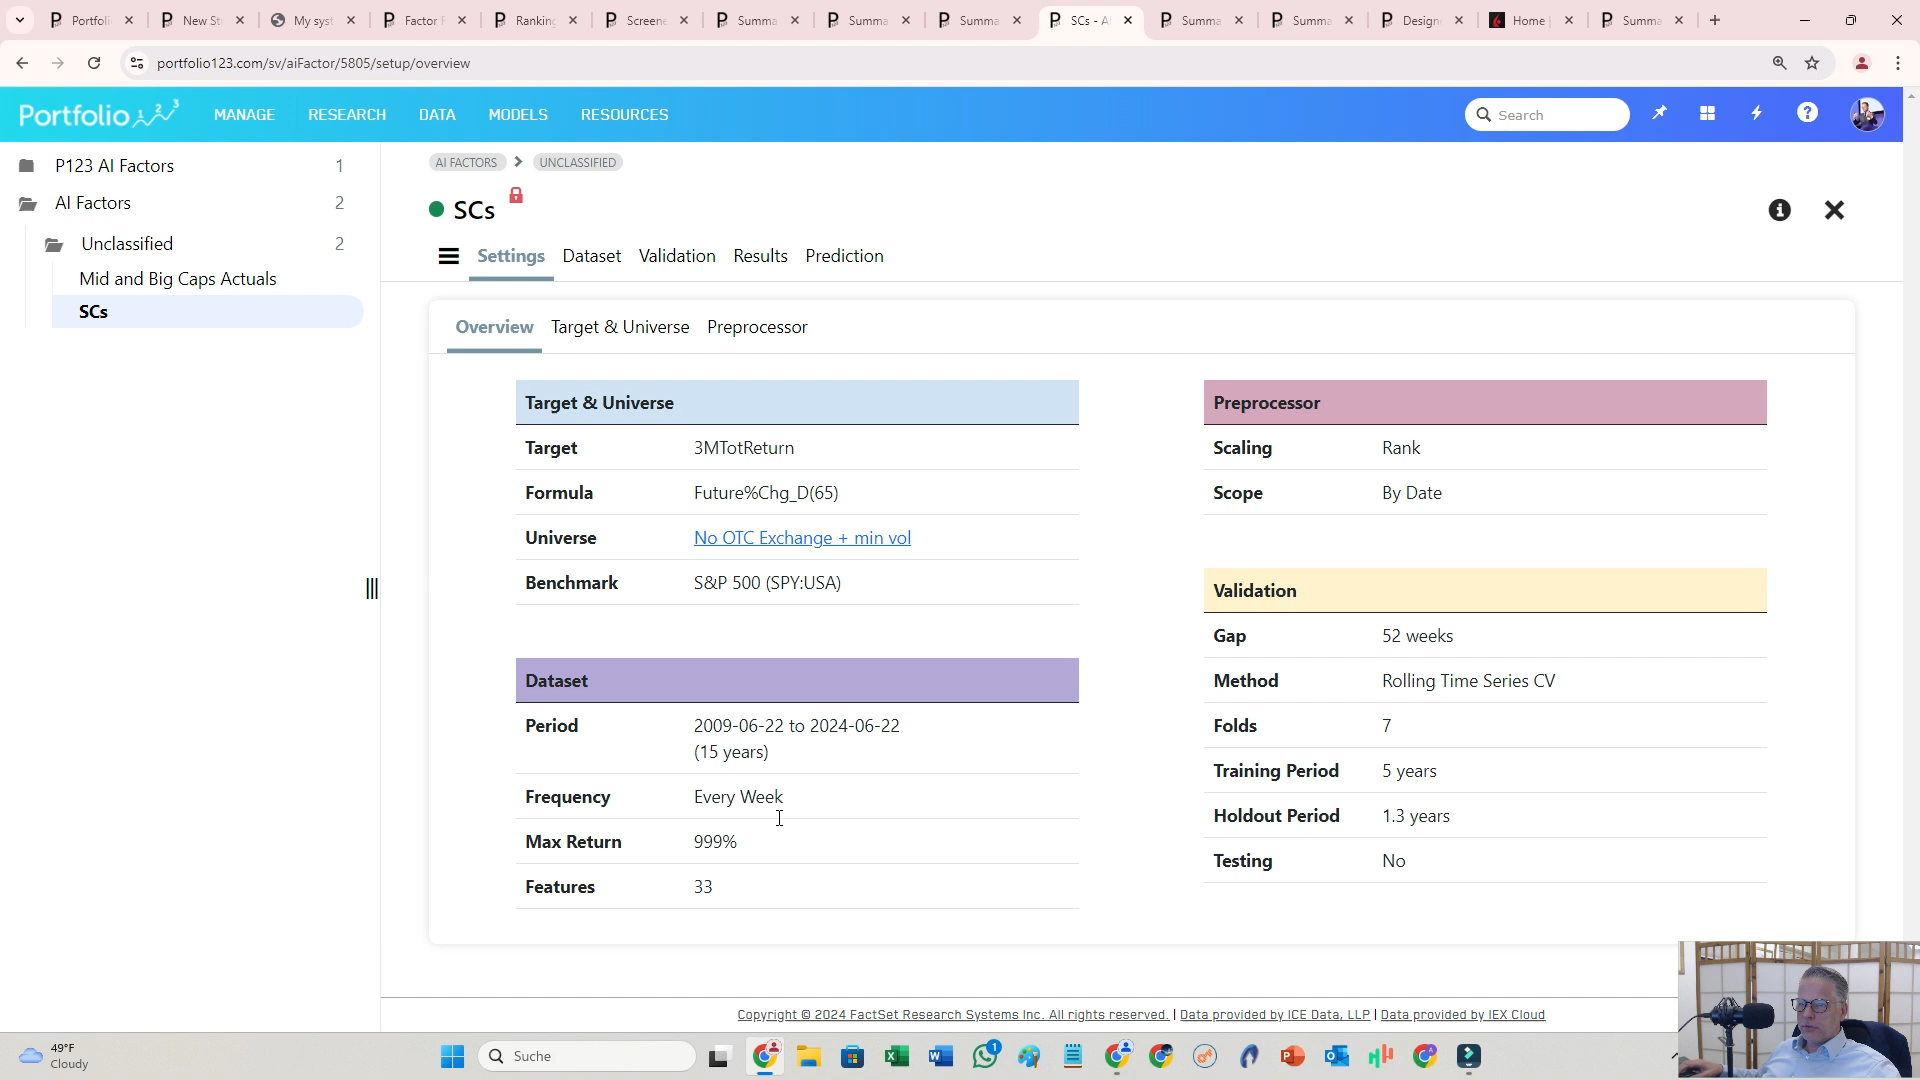 Portfoli
New St
My syst
Factor F
Ranking
Screene
Summa
Summa
Summa
SCs - A
Summa
Summa
Design
Home
Summa
portfolio123.com/sv/aiFactor/5805/setup/overview
Portfolio 1 2 3
MANAGE
RESEARCH
DATA
MODELS
RESOURCES
Search
P123 AI Factors 1
AI Factors 2
Unclassified 2
Mid and Big Caps Actuals
SCs
AI FACTORS
UNCLASSIFIED
SCs
Settings
Dataset
Validation
Results
Prediction
Overview
Target & Universe
Preprocessor
Target & Universe
Target 3MTotReturn
Formula Future%Chg_D(65)
Universe No OTC Exchange + min vol
Benchmark S&P 500 (SPY:USA)
Dataset
Period 2009-06-22 to 2024-06-22
(15 years)
Frequency Every Week
Max Return 999%
Features 33
Preprocessor
Scaling Rank
Scope By Date
Validation
Gap 52 weeks
Method Rolling Time Series CV
Folds 7
Training Period 5 years
Holdout Period 1.3 years
Testing No
Copyright © 2024 FactSet Research Systems Inc. All rights reserved. | Data provided by ICE Data, LLP | Data provided by IEX Cloud
49°F
Cloudy
Suche
1